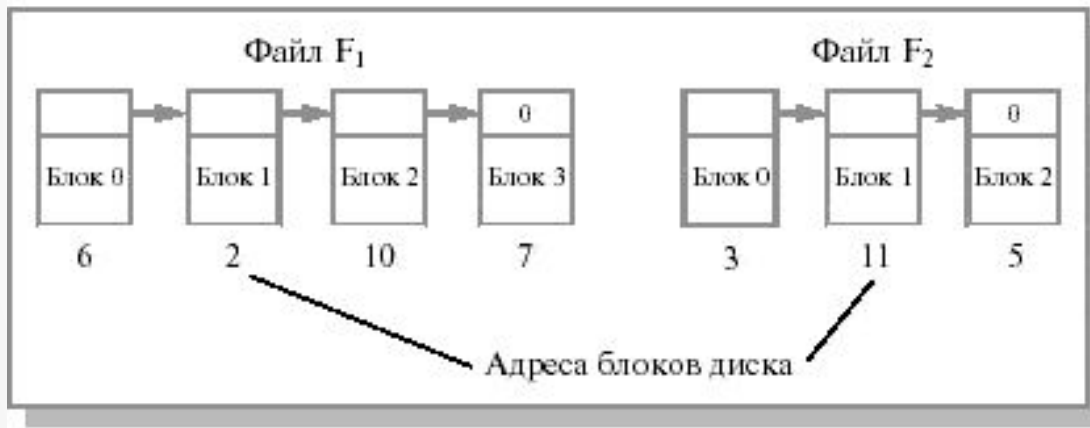 Файл F₁ Файл F₂
0 0
Блок 0 Блок 1 Блок 2 Блок 3 Блок 0 Блок 1 Блок 2
6 2 10 7 3 11 5
Адреса блоков диска